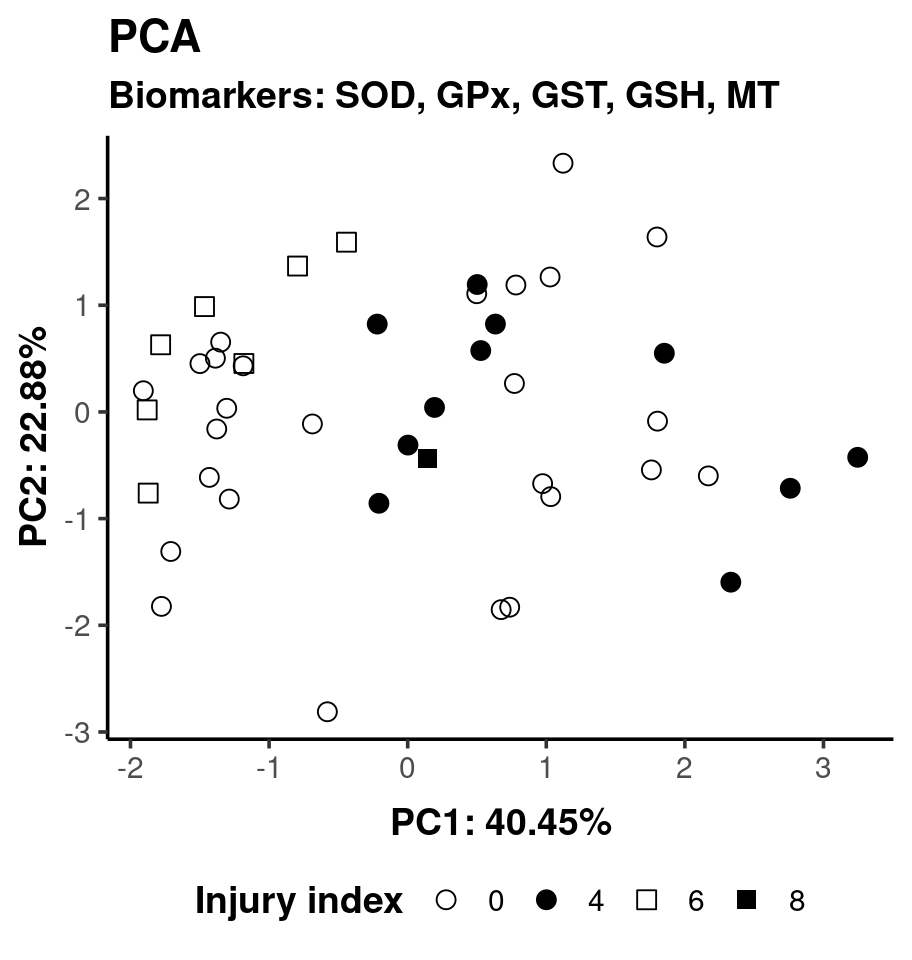 PCA
Biomarkers: SOD, GPx, GST, GSH, MT
PC2: 22.88%
2
1
0
-1
-2
-3
-2 -1 0 1 2 3
PC1: 40.45%
Injury index 0 4 6 8